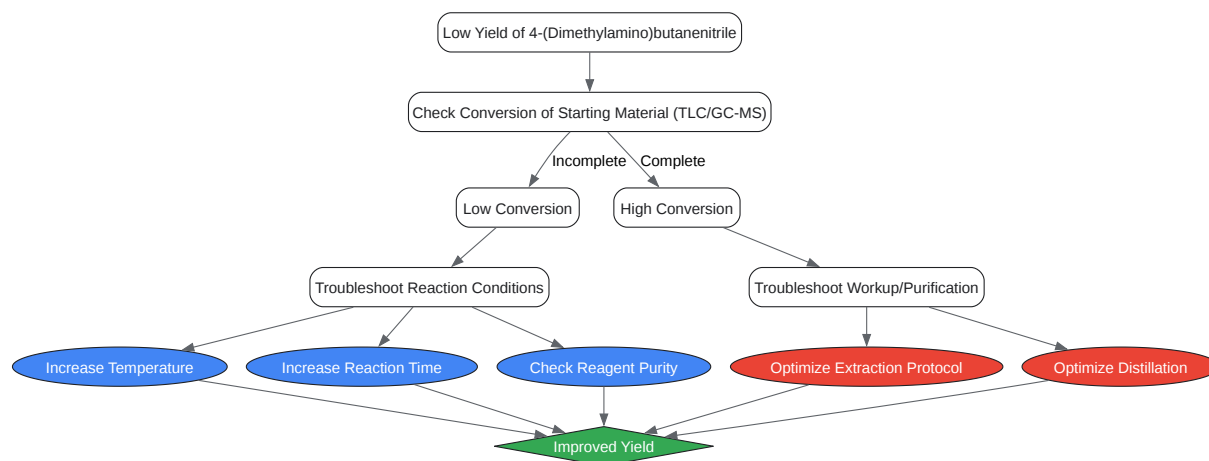 Low Yield of 4-(Dimethylamino)butanenitrile
Check Conversion of Starting Material (TLC/GC-MS)
Incomplete
Complete
Low Conversion
High Conversion
Troubleshoot Reaction Conditions
Troubleshoot Workup/Purification
Increase Temperature
Increase Reaction Time
Check Reagent Purity
Optimize Extraction Protocol
Optimize Distillation
Improved Yield